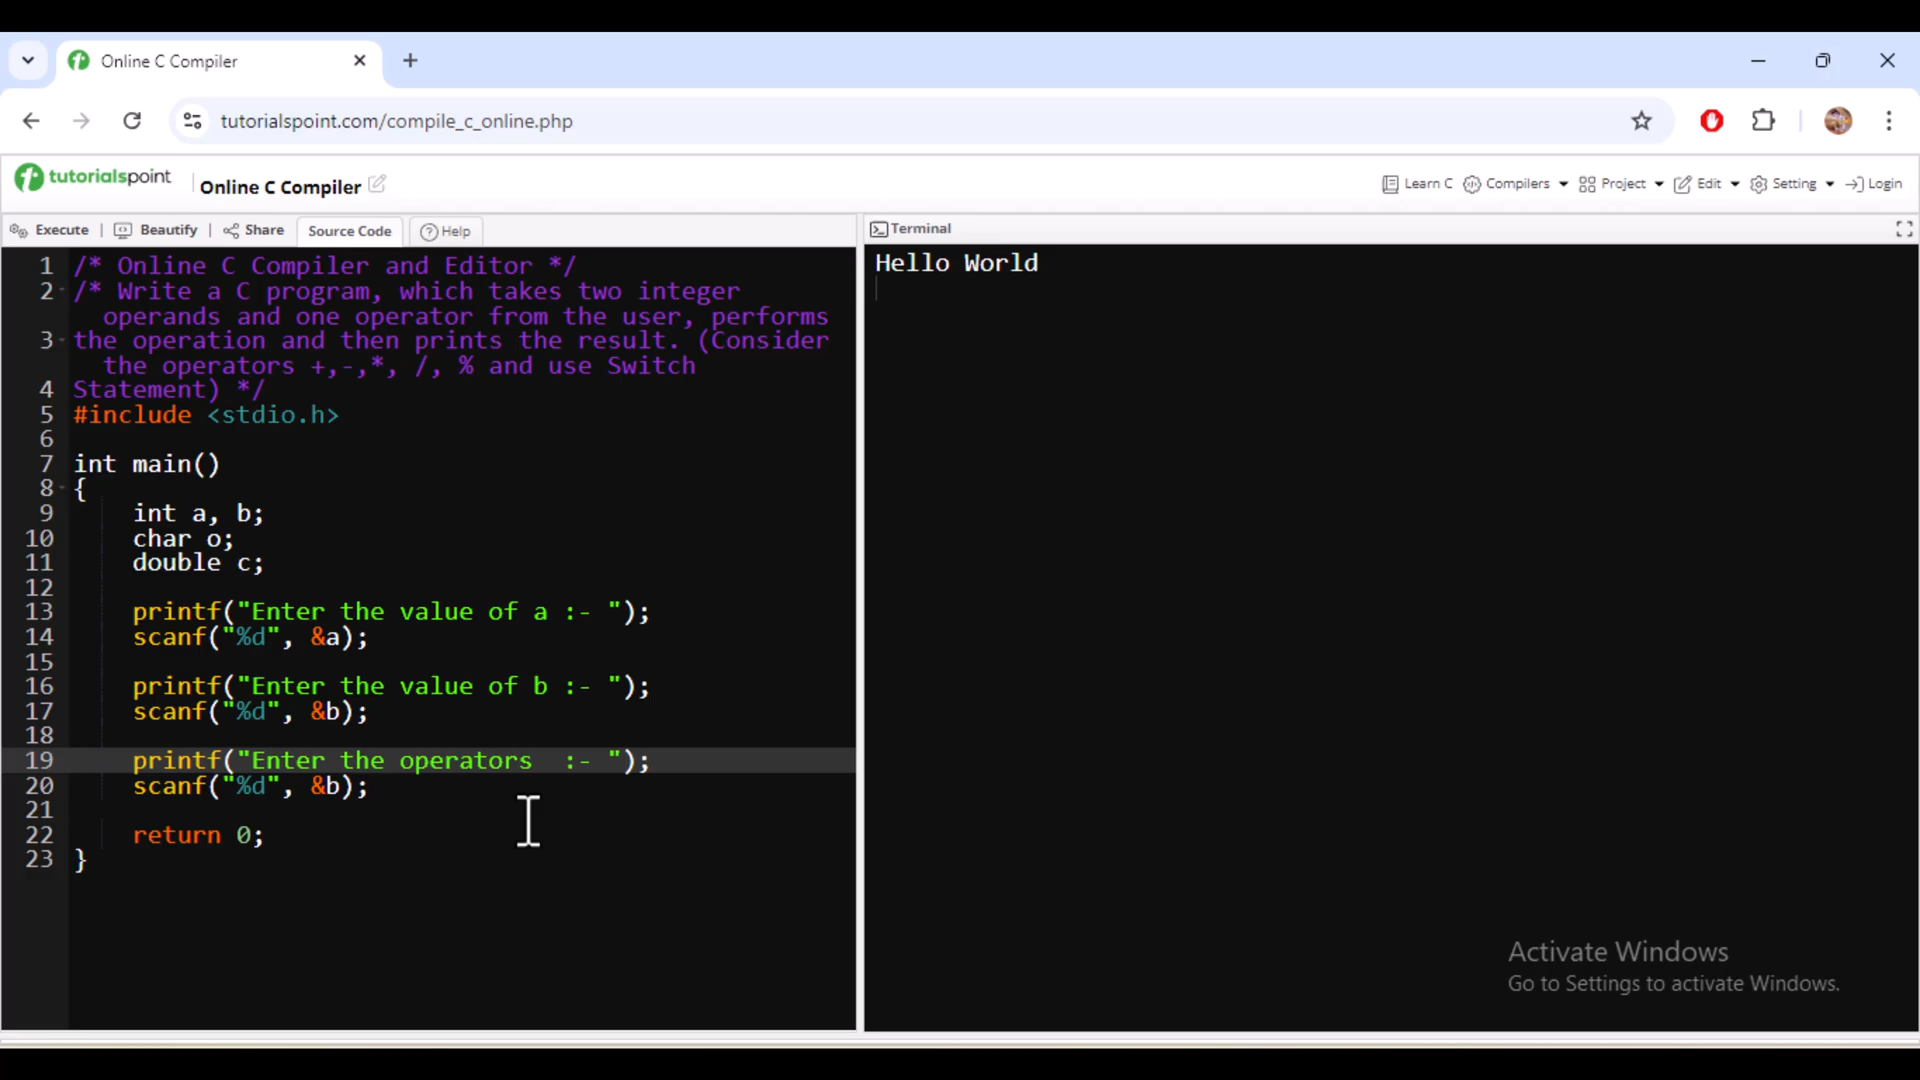 Online C Compiler
tutorialspoint.com/compile_c_online.php
tutorialspoint
Online C Compiler
Learn C Compilers Project Edit Setting Login
Execute | Beautify | Share Source Code Help
Terminal
1 /* Online C Compiler and Editor */
2 /* Write a C program, which takes two integer
operands and one operator from the user, performs
3 the operation and then prints the result. (Consider
the operators +,-,*, /, % and use Switch
4 Statement) */
5 #include <stdio.h>
6
7 int main()
8 {
9 int a, b;
10 char o;
11 double c;
12
13 printf("Enter the value of a :- ");
14 scanf("%d", &a);
15
16 printf("Enter the value of b :- ");
17 scanf("%d", &b);
18
19 printf("Enter the operators  :- ");
20 scanf("%d", &b);
21
22 return 0;
23 }
Hello World
Activate Windows
Go to Settings to activate Windows.